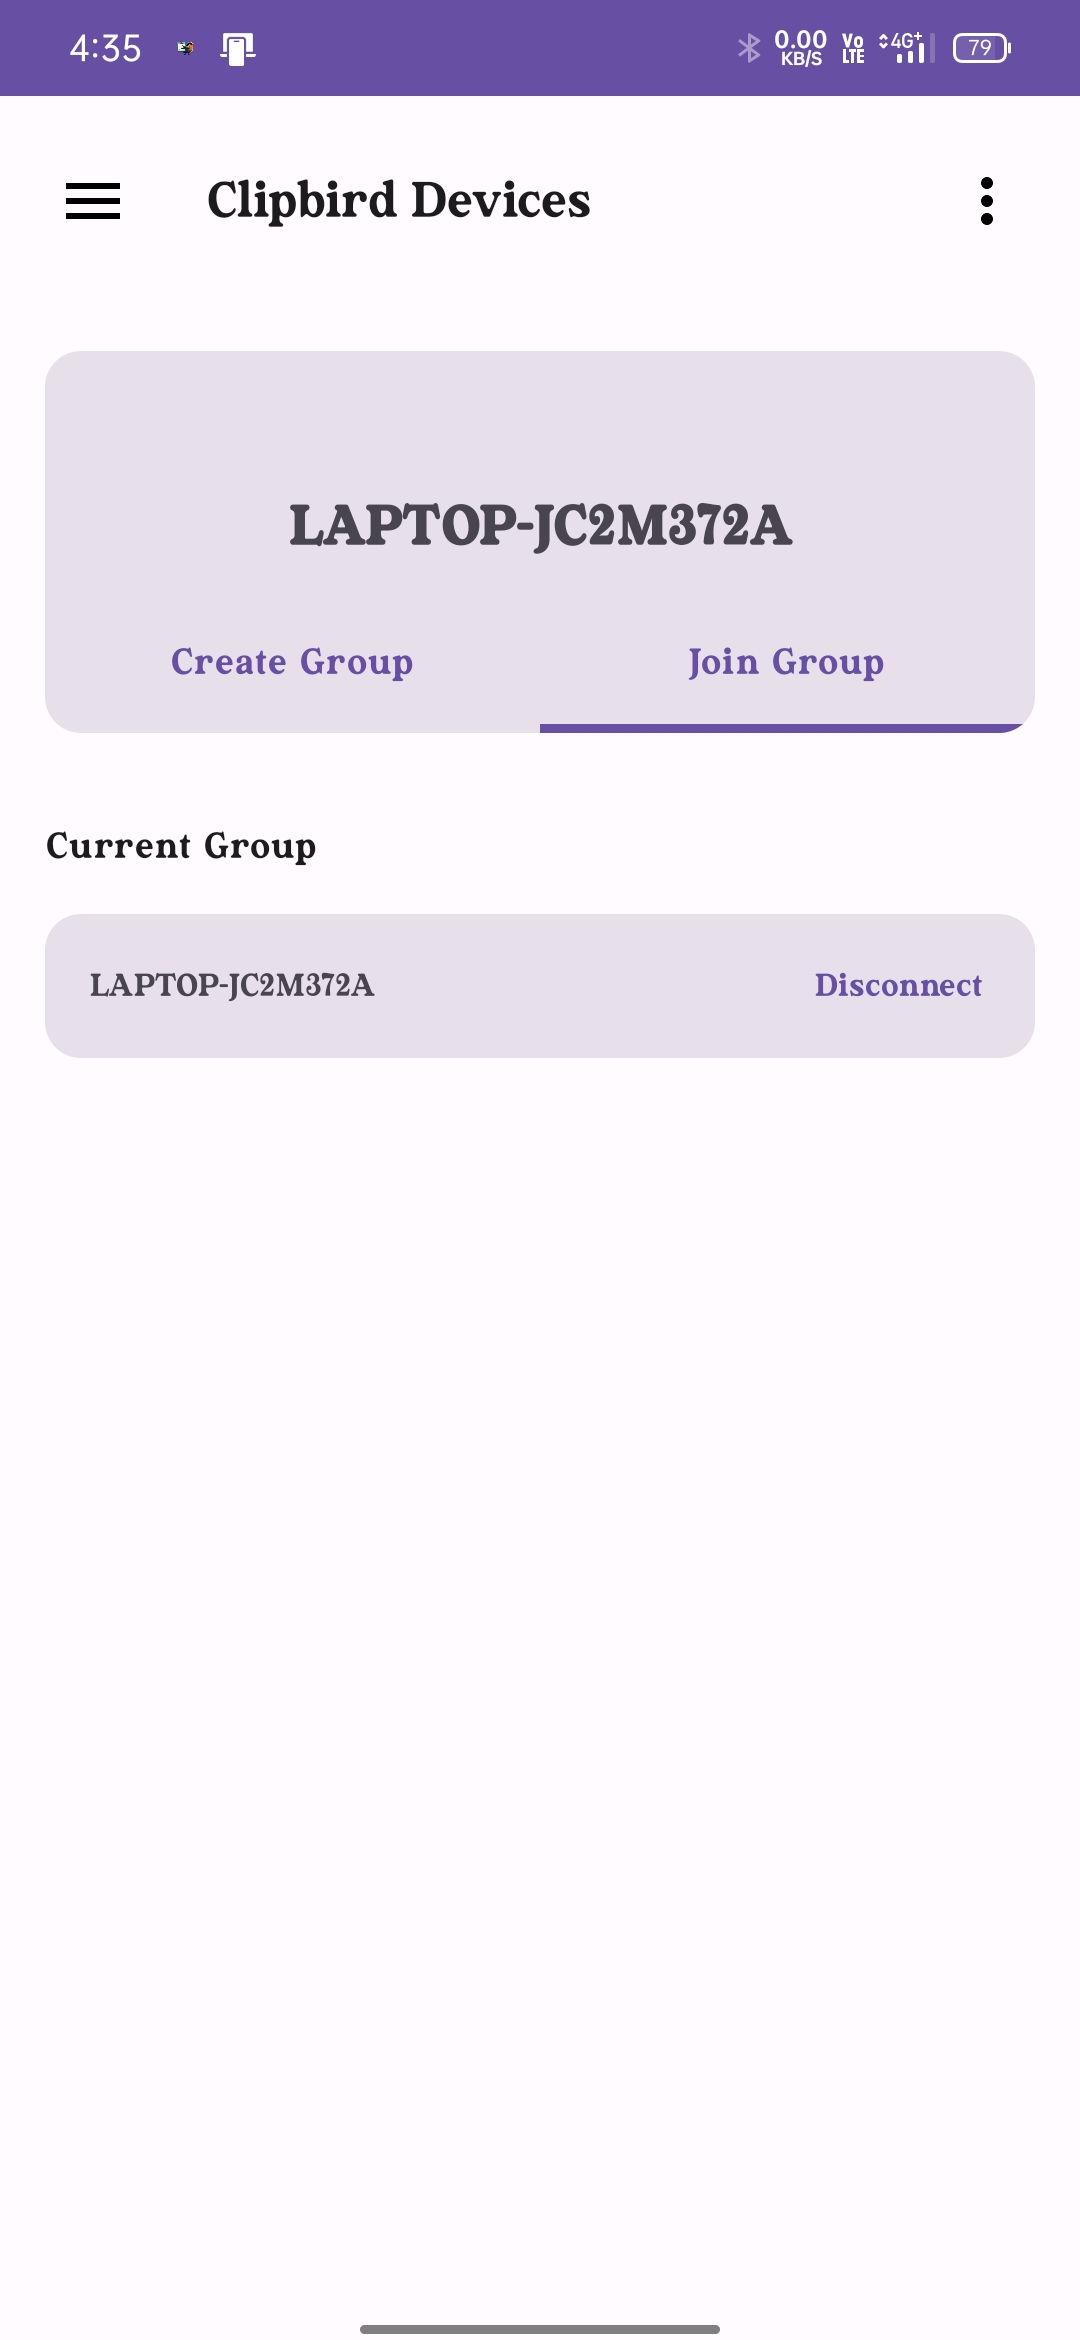 4:35 0.00 KB/S Vo LTE 4G+ 79
Clipbird Devices
LAPTOP-JC2M372A
Create Group Join Group
Current Group
LAPTOP-JC2M372A Disconnect